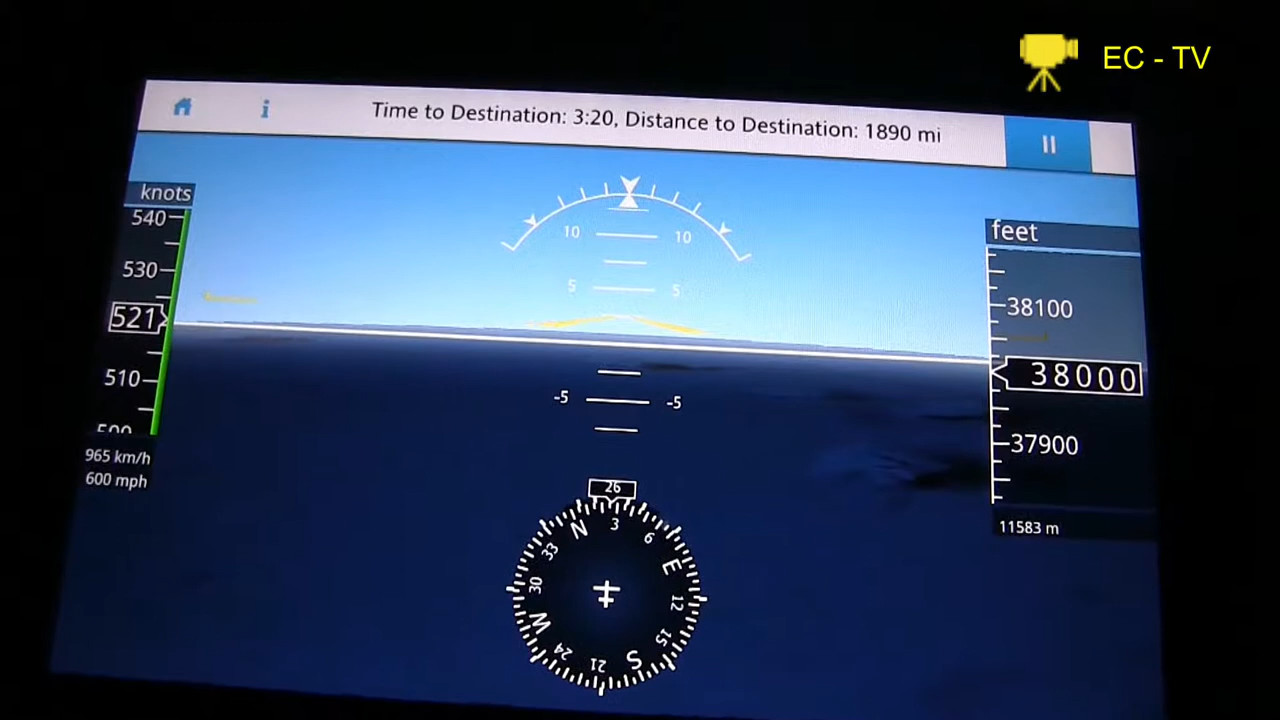 EC - TV
i Time to Destination: 3:20, Distance to Destination: 1890 mi
knots
540
530
521
510
500
965 km/h
600 mph
10 10
5 5
-5 -5
feet
38100
38000
37900
11583 m
26
N 3 6 E 12 15 S 21 24 W 30 33